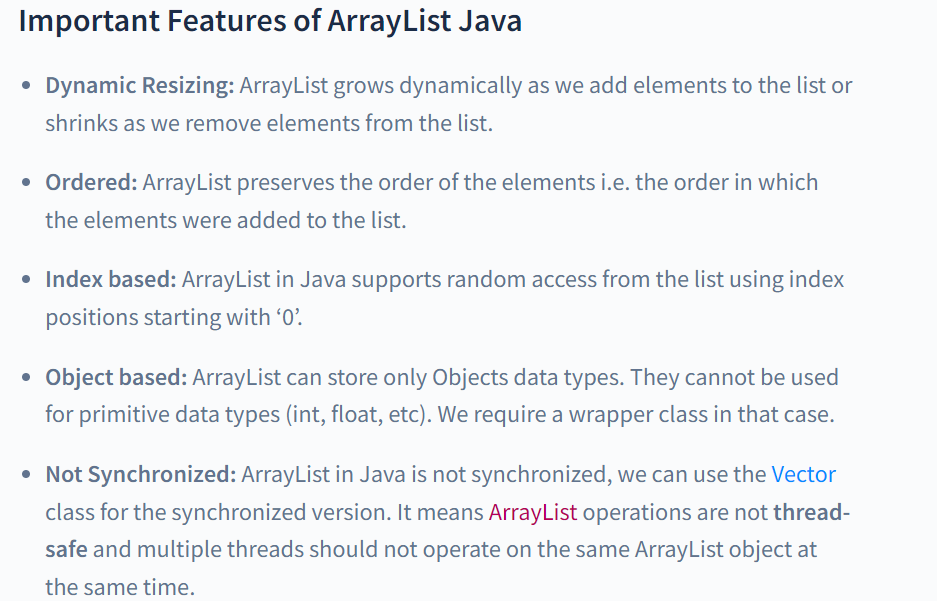 Important Features of ArrayList Java
• Dynamic Resizing: ArrayList grows dynamically as we add elements to the list or
shrinks as we remove elements from the list.
• Ordered: ArrayList preserves the order of the elements i.e. the order in which
the elements were added to the list.
• Index based: ArrayList in Java supports random access from the list using index
positions starting with ‘0’.
• Object based: ArrayList can store only Objects data types. They cannot be used
for primitive data types (int, float, etc). We require a wrapper class in that case.
• Not Synchronized: ArrayList in Java is not synchronized, we can use the Vector
class for the synchronized version. It means ArrayList operations are not thread-
safe and multiple threads should not operate on the same ArrayList object at
the same time.